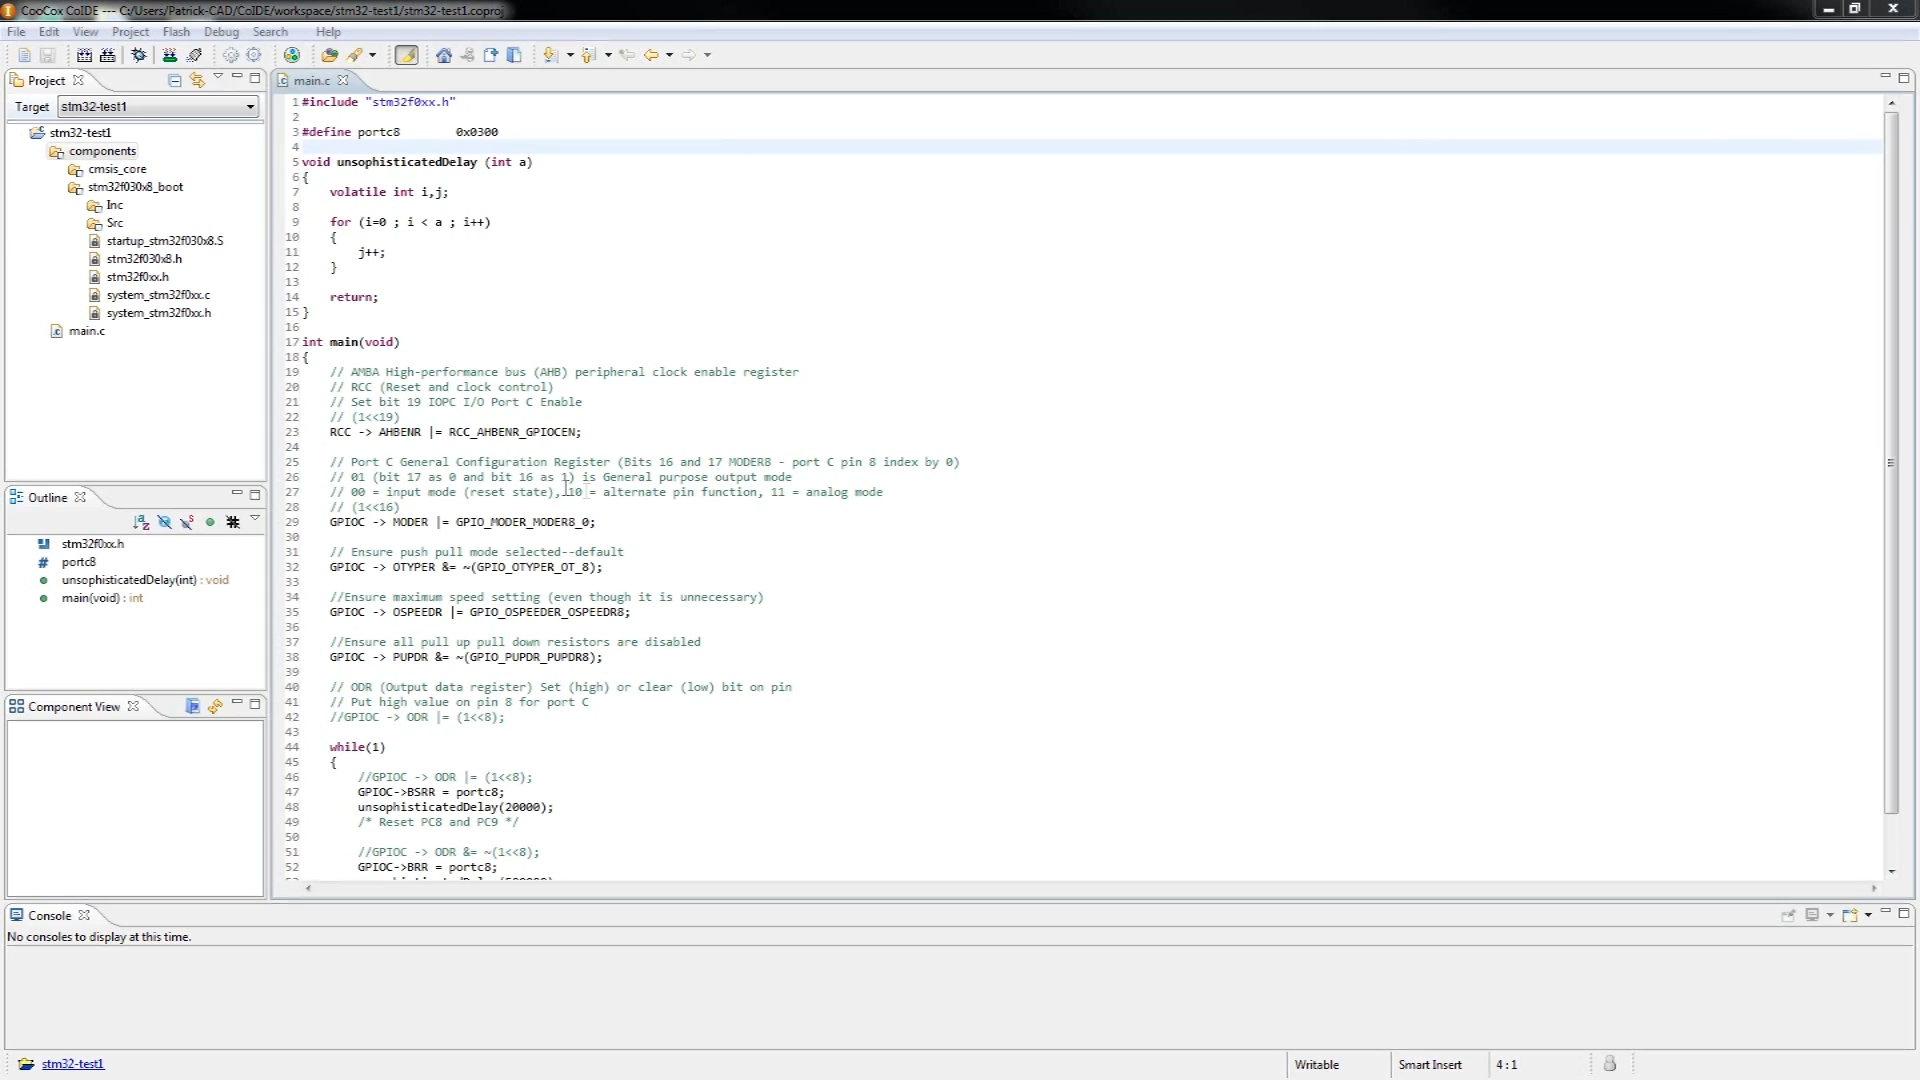 CooCox CoIDE --- C:/Users/Patrick-CAD/CoIDE/workspace/stm32-test1/stm32-test1.coproj
File Edit View Project Flash Debug Search Help
Project
Target stm32-test1
stm32-test1
components
cmsis_core
stm32f030x8_boot
Inc
Src
startup_stm32f030x8.S
stm32f030x8.h
stm32f0xx.h
system_stm32f0xx.c
system_stm32f0xx.h
main.c
Outline
stm32f0xx.h
portc8
unsophisticatedDelay(int) : void
main(void) : int
Component View
main.c
1 #include "stm32f0xx.h"
2
3 #define portc8 0x0300
4
5 void unsophisticatedDelay (int a)
6 {
7 volatile int i,j;
8
9 for (i=0 ; i < a ; i++)
10 {
11 j++;
12 }
13
14 return;
15 }
16
17 int main(void)
18 {
19 // AMBA High-performance bus (AHB) peripheral clock enable register
20 // RCC (Reset and clock control)
21 // Set bit 19 IOPC I/O Port C Enable
22 // (1<<19)
23 RCC -> AHBENR |= RCC_AHBENR_GPIOCEN;
24
25 // Port C General Configuration Register (Bits 16 and 17 MODER8 - port C pin 8 index by 0)
26 // 01 (bit 17 as 0 and bit 16 as 1) is General purpose output mode
27 // 00 = input mode (reset state), 10 = alternate pin function, 11 = analog mode
28 // (1<<16)
29 GPIOC -> MODER |= GPIO_MODER_MODER8_0;
30
31 // Ensure push pull mode selected--default
32 GPIOC -> OTYPER &= ~(GPIO_OTYPER_OT_8);
33
34 //Ensure maximum speed setting (even though it is unnecessary)
35 GPIOC -> OSPEEDR |= GPIO_OSPEEDER_OSPEEDR8;
36
37 //Ensure all pull up pull down resistors are disabled
38 GPIOC -> PUPDR &= ~(GPIO_PUPDR_PUPDR8);
39
40 // ODR (Output data register) Set (high) or clear (low) bit on pin
41 // Put high value on pin 8 for port C
42 //GPIOC -> ODR |= (1<<8);
43
44 while(1)
45 {
46 //GPIOC -> ODR |= (1<<8);
47 GPIOC->BSRR = portc8;
48 unsophisticatedDelay(20000);
49 /* Reset PC8 and PC9 */
50
51 //GPIOC -> ODR &= ~(1<<8);
52 GPIOC->BRR = portc8;
Console
No consoles to display at this time.
stm32-test1
Writable
Smart Insert
4 : 1